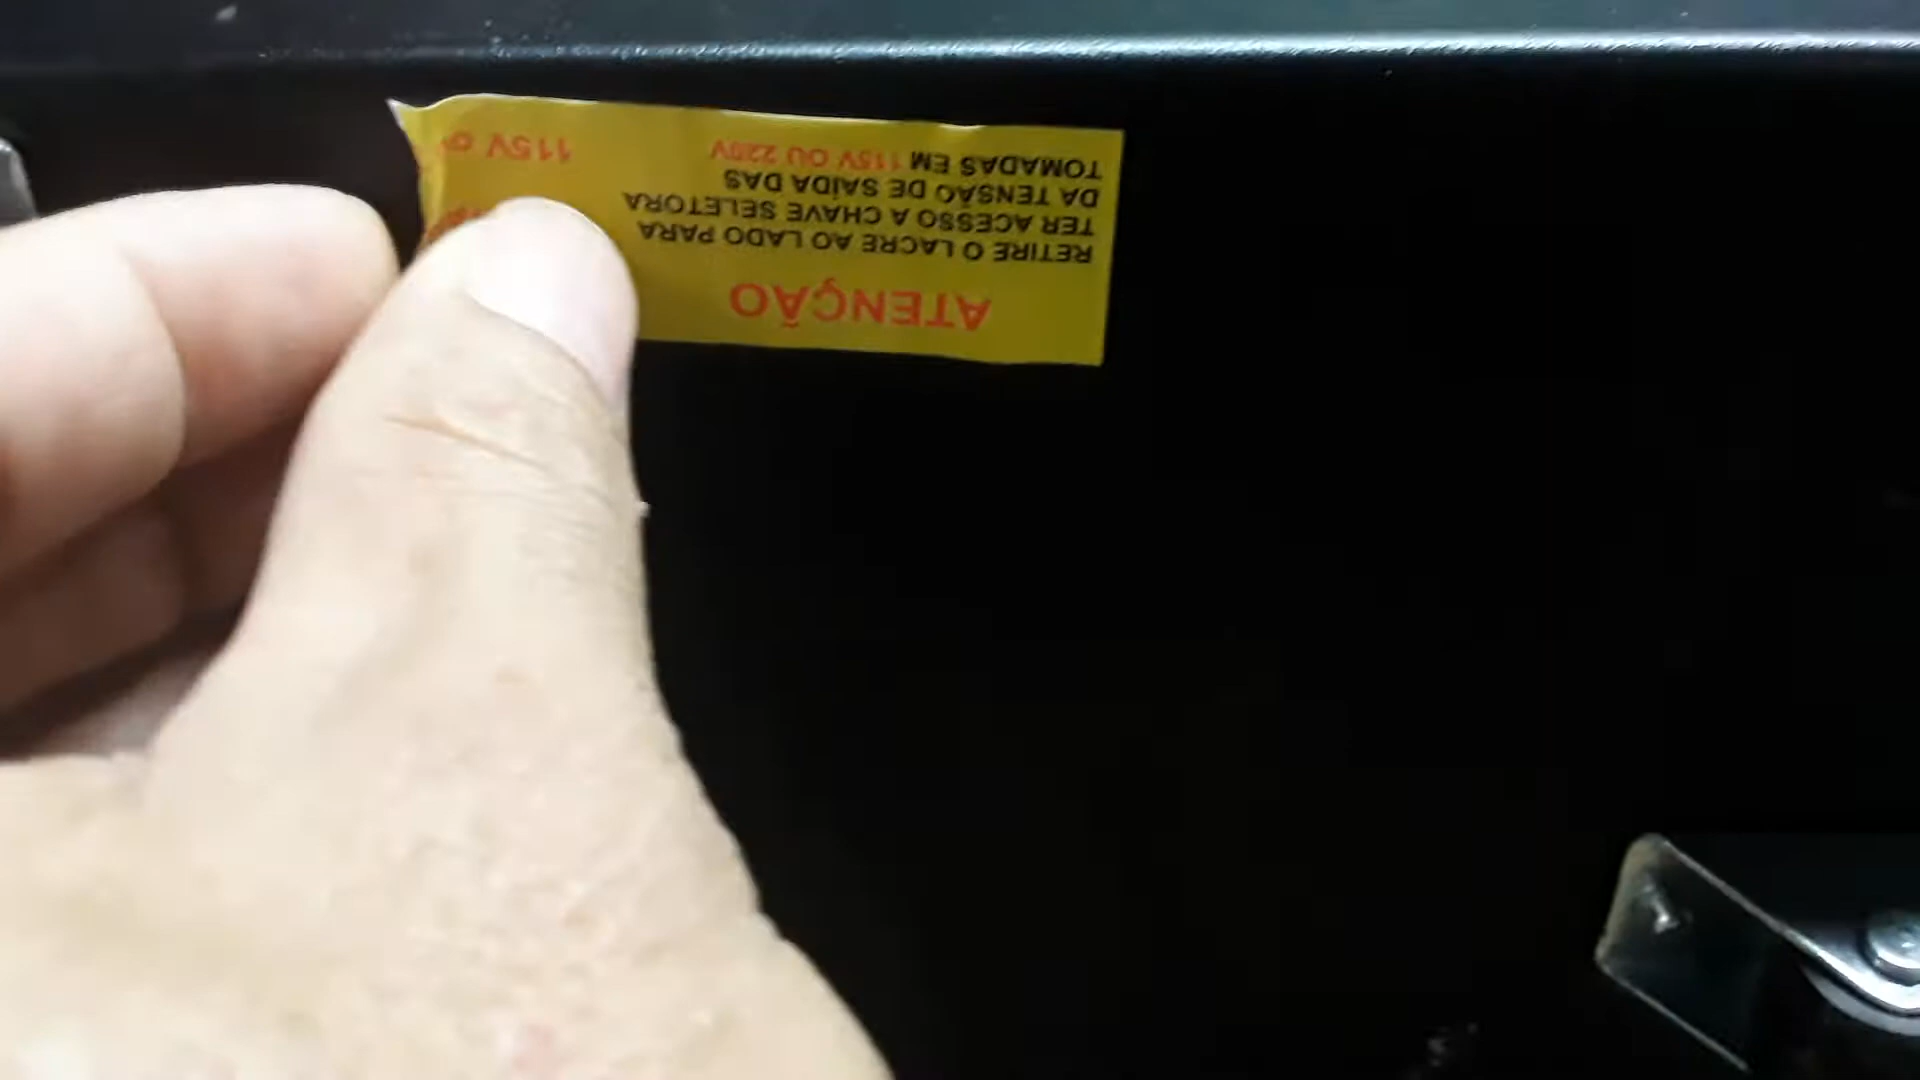 ATENÇÃO
RETIRE O LACRE AO LADO PARA
TER ACESSO A CHAVE SELETORA
DA TENSÃO DE SAÍDA DAS
TOMADAS EM 115V OU 220V
115V